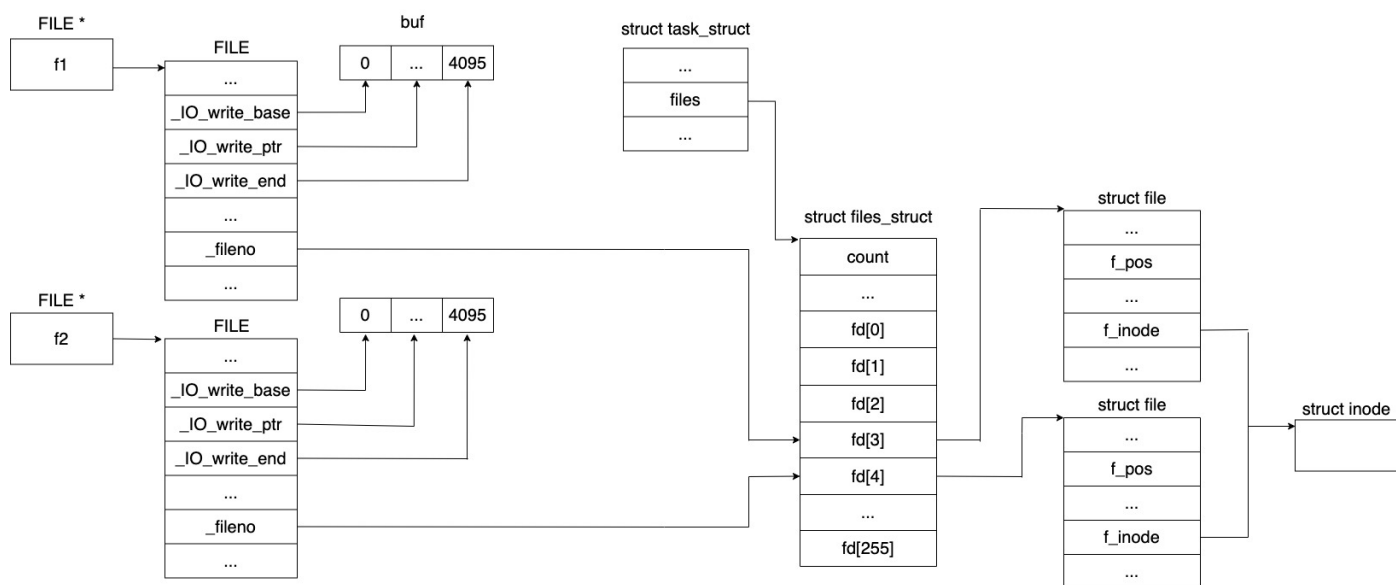 FILE *
f1
FILE
...
_IO_write_base
_IO_write_ptr
_IO_write_end
...
_fileno
...
buf
0 ... 4095
FILE *
f2
FILE
...
_IO_write_base
_IO_write_ptr
_IO_write_end
...
_fileno
...
0 ... 4095
struct task_struct
...
files
...
struct files_struct
count
...
fd[0]
fd[1]
fd[2]
fd[3]
fd[4]
...
fd[255]
struct file
...
f_pos
...
f_inode
...
struct file
...
f_pos
...
f_inode
...
struct inode